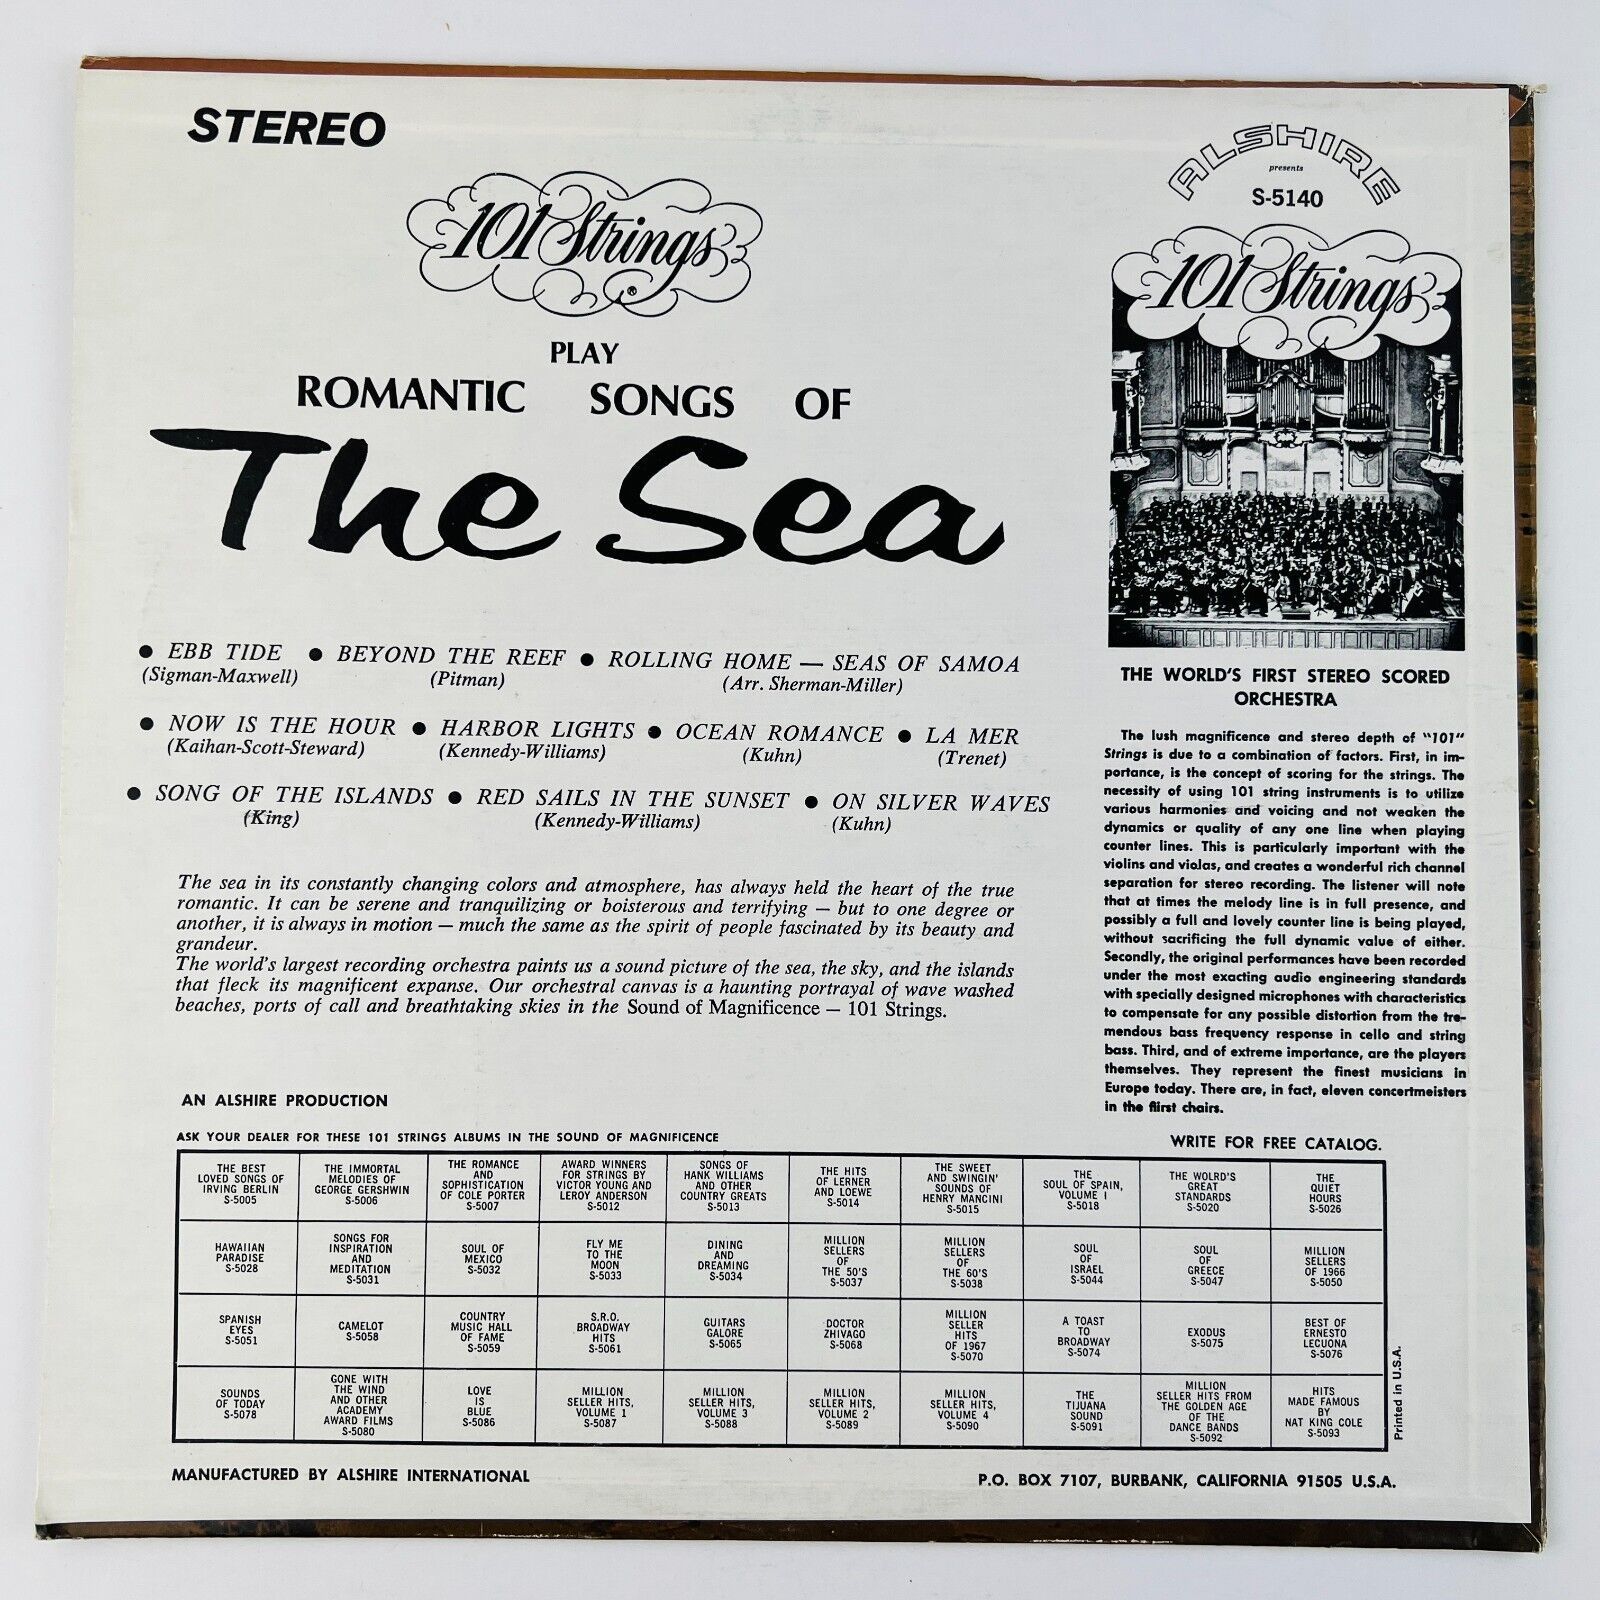 STEREO
101 Strings
®
PLAY
ROMANTIC SONGS OF
The Sea
● EBB TIDE ● BEYOND THE REEF ● ROLLING HOME — SEAS OF SAMOA
(Sigman-Maxwell) (Pitman) (Arr. Sherman-Miller)
● NOW IS THE HOUR ● HARBOR LIGHTS ● OCEAN ROMANCE ● LA MER
(Kaihan-Scott-Steward) (Kennedy-Williams) (Kuhn) (Trenet)
● SONG OF THE ISLANDS ● RED SAILS IN THE SUNSET ● ON SILVER WAVES
(King) (Kennedy-Williams) (Kuhn)
The sea in its constantly changing colors and atmosphere, has always held the heart of the true
romantic. It can be serene and tranquilizing or boisterous and terrifying — but to one degree or
another, it is always in motion — much the same as the spirit of people fascinated by its beauty and
grandeur.
The world's largest recording orchestra paints us a sound picture of the sea, the sky, and the islands
that fleck its magnificent expanse. Our orchestral canvas is a haunting portrayal of wave washed
beaches, ports of call and breathtaking skies in the Sound of Magnificence — 101 Strings.
AN ALSHIRE PRODUCTION
ALSHIRE
presents
S-5140
101 Strings
THE WORLD'S FIRST STEREO SCORED
ORCHESTRA
The lush magnificence and stereo depth of "101"
Strings is due to a combination of factors. First, in im-
portance, is the concept of scoring for the strings. The
necessity of using 101 string instruments is to utilize
various harmonies and voicing and not weaken the
dynamics or quality of any one line when playing
counter lines. This is particularly important with the
violins and violas, and creates a wonderful rich channel
separation for stereo recording. The listener will note
that at times the melody line is in full presence, and
possibly a full and lovely counter line is being played,
without sacrificing the full dynamic value of either.
Secondly, the original performances have been recorded
under the most exacting audio engineering standards
with specially designed microphones with characteristics
to compensate for any possible distortion from the tre-
mendous bass frequency response in cello and string
bass. Third, and of extreme importance, are the players
themselves. They represent the finest musicians in
Europe today. There are, in fact, eleven concertmeisters
in the first chairs.
ASK YOUR DEALER FOR THESE 101 STRINGS ALBUMS IN THE SOUND OF MAGNIFICENCE
WRITE FOR FREE CATALOG.
THE BEST
LOVED SONGS OF
IRVING BERLIN
S-5005
THE IMMORTAL
MELODIES OF
GEORGE GERSHWIN
S-5006
THE ROMANCE
AND
SOPHISTICATION
OF COLE PORTER
S-5007
AWARD WINNERS
FOR STRINGS BY
VICTOR YOUNG AND
LEROY ANDERSON
S-5012
SONGS OF
HANK WILLIAMS
AND OTHER
COUNTRY GREATS
S-5013
THE HITS
OF LERNER
AND LOEWE
S-5014
THE SWEET
AND SWINGIN'
SOUNDS OF
HENRY MANCINI
S-5015
THE
SOUL OF SPAIN,
VOLUME I
S-5018
THE WOLRD'S
GREAT
STANDARDS
S-5020
THE
QUIET
HOURS
S-5026
HAWAIIAN
PARADISE
S-5028
SONGS FOR
INSPIRATION
AND
MEDITATION
S-5031
SOUL OF
MEXICO
S-5032
FLY ME
TO THE
MOON
S-5033
DINING
AND
DREAMING
S-5034
MILLION
SELLERS
OF
THE 50'S
S-5037
MILLION
SELLERS
OF
THE 60'S
S-5038
SOUL
OF
ISRAEL
S-5044
SOUL
OF
GREECE
S-5047
MILLION
SELLERS
OF 1966
S-5050
SPANISH
EYES
S-5051
CAMELOT
S-5058
COUNTRY
MUSIC HALL
OF FAME
S-5059
S.R.O.
BROADWAY
HITS
S-5061
GUITARS
GALORE
S-5065
DOCTOR
ZHIVAGO
S-5068
MILLION
SELLER
HITS
OF 1967
S-5070
A TOAST
TO
BROADWAY
S-5074
EXODUS
S-5075
BEST OF
ERNESTO
LECUONA
S-5076
SOUNDS
OF TODAY
S-5078
GONE WITH
THE WIND
AND OTHER
ACADEMY
AWARD FILMS
S-5080
LOVE
IS
BLUE
S-5086
MILLION
SELLER HITS,
VOLUME 1
S-5087
MILLION
SELLER HITS,
VOLUME 3
S-5088
MILLION
SELLER HITS,
VOLUME 2
S-5089
MILLION
SELLER HITS,
VOLUME 4
S-5090
THE
TIJUANA
SOUND
S-5091
MILLION
SELLER HITS FROM
THE GOLDEN AGE
OF THE
DANCE BANDS
S-5092
HITS
MADE FAMOUS
BY
NAT KING COLE
S-5093
Printed in U.S.A.
MANUFACTURED BY ALSHIRE INTERNATIONAL
P.O. BOX 7107, BURBANK, CALIFORNIA 91505 U.S.A.